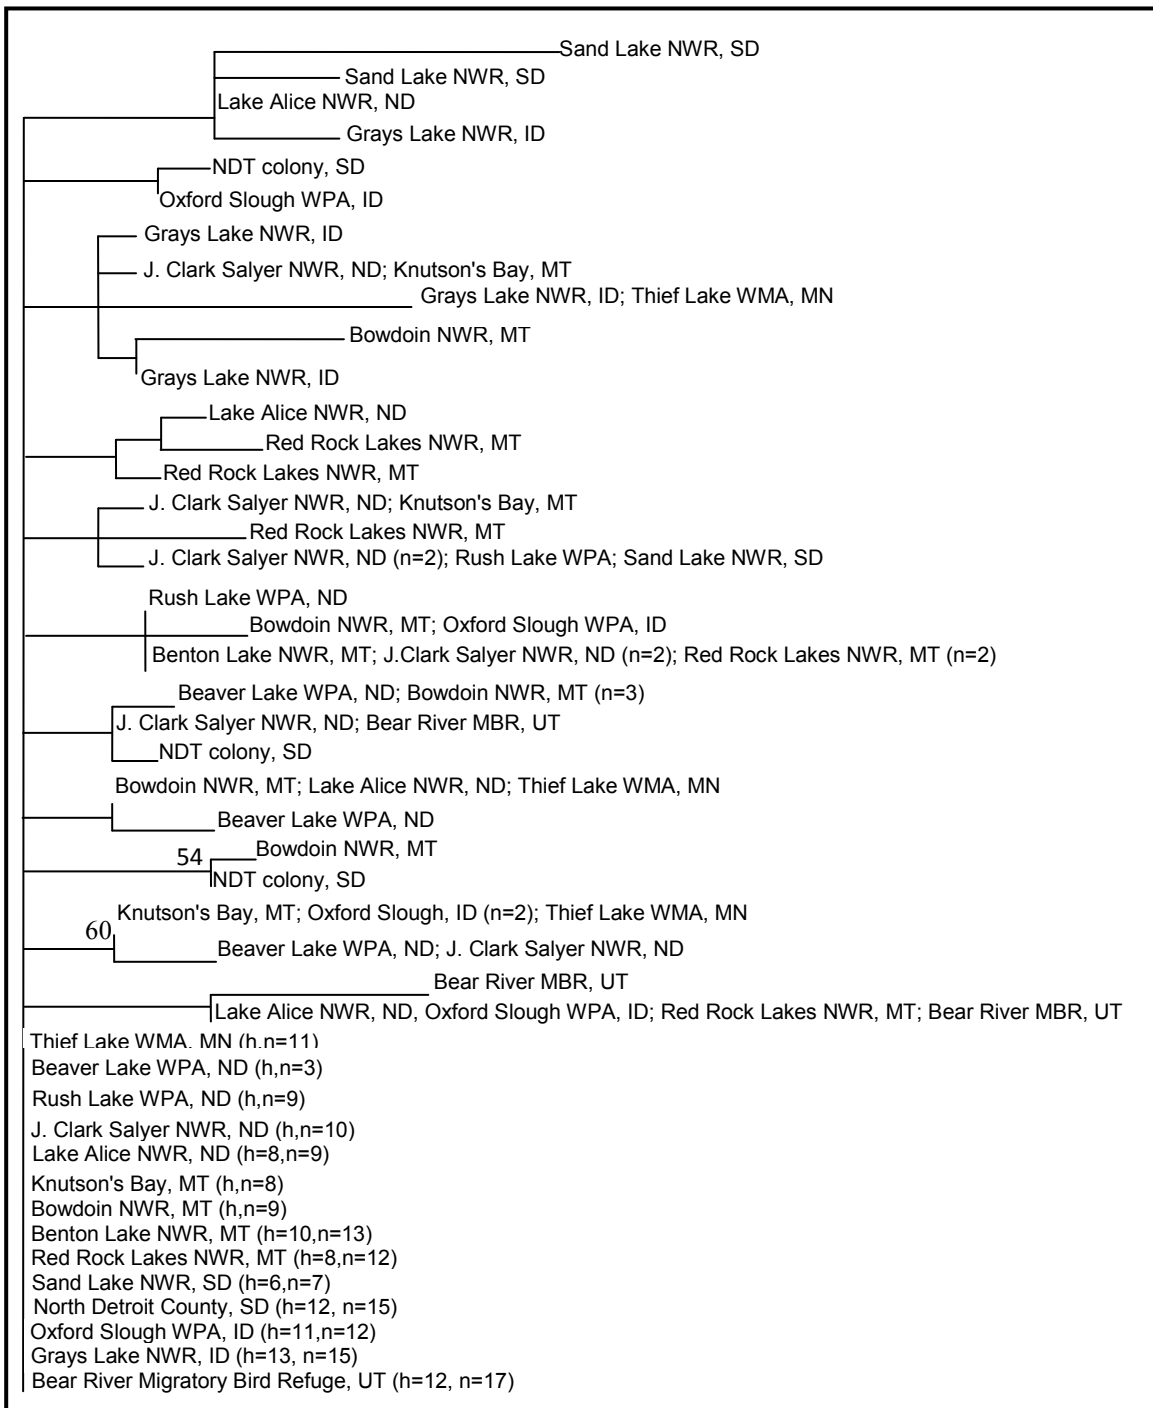 Sand Lake NWR, SD
Sand Lake NWR, SD
Lake Alice NWR, ND
Grays Lake NWR, ID
NDT colony, SD
Oxford Slough WPA, ID
Grays Lake NWR, ID
J. Clark Salyer NWR, ND; Knutson's Bay, MT
Grays Lake NWR, ID; Thief Lake WMA, MN
Bowdoin NWR, MT
Grays Lake NWR, ID
Lake Alice NWR, ND
Red Rock Lakes NWR, MT
Red Rock Lakes NWR, MT
J. Clark Salyer NWR, ND; Knutson's Bay, MT
Red Rock Lakes NWR, MT
J. Clark Salyer NWR, ND (n=2); Rush Lake WPA; Sand Lake NWR, SD
Rush Lake WPA, ND
Bowdoin NWR, MT; Oxford Slough WPA, ID
Benton Lake NWR, MT; J.Clark Salyer NWR, ND (n=2); Red Rock Lakes NWR, MT (n=2)
Beaver Lake WPA, ND; Bowdoin NWR, MT (n=3)
J. Clark Salyer NWR, ND; Bear River MBR, UT
NDT colony, SD
Bowdoin NWR, MT; Lake Alice NWR, ND; Thief Lake WMA, MN
Beaver Lake WPA, ND
54 Bowdoin NWR, MT
NDT colony, SD
Knutson's Bay, MT; Oxford Slough, ID (n=2); Thief Lake WMA, MN
60 Beaver Lake WPA, ND; J. Clark Salyer NWR, ND
Bear River MBR, UT
Lake Alice NWR, ND, Oxford Slough WPA, ID; Red Rock Lakes NWR, MT; Bear River MBR, UT
Thief Lake WMA, MN (h,n=11)
Beaver Lake WPA, ND (h,n=3)
Rush Lake WPA, ND (h,n=9)
J. Clark Salyer NWR, ND (h,n=10)
Lake Alice NWR, ND (h=8,n=9)
Knutson's Bay, MT (h,n=8)
Bowdoin NWR, MT (h,n=9)
Benton Lake NWR, MT (h=10,n=13)
Red Rock Lakes NWR, MT (h=8,n=12)
Sand Lake NWR, SD (h=6,n=7)
North Detroit County, SD (h=12, n=15)
Oxford Slough WPA, ID (h=11,n=12)
Grays Lake NWR, ID (h=13, n=15)
Bear River Migratory Bird Refuge, UT (h=12, n=17)